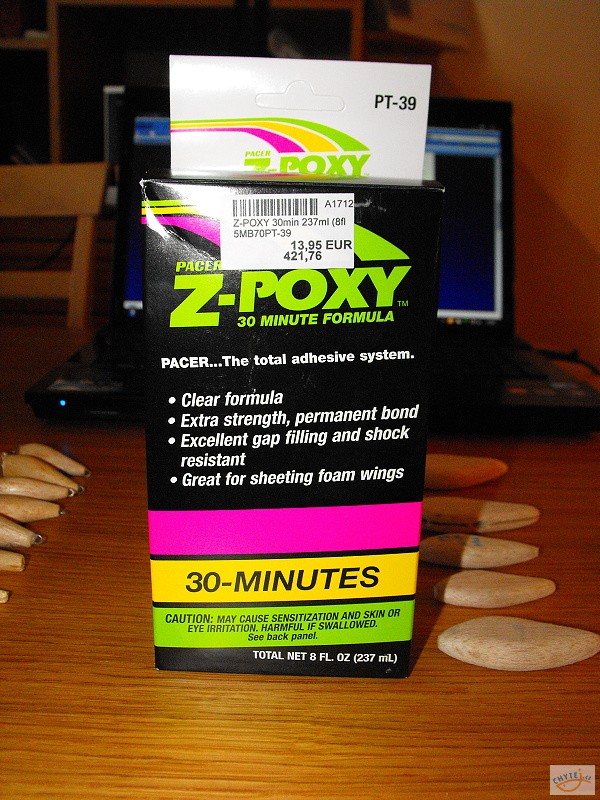 PT-39
PACER
Z-POXY
A1712
Z-POXY 30min 237ml (8fl
5MB70PT-39
13,95 EUR
421,76
PACER
Z-POXY™
30 MINUTE FORMULA
PACER...The total adhesive system.
• Clear formula
• Extra strength, permanent bond
• Excellent gap filling and shock
resistant
• Great for sheeting foam wings
30-MINUTES
CAUTION: MAY CAUSE SENSITIZATION AND SKIN OR
EYE IRRITATION. HARMFUL IF SWALLOWED.
See back panel.
TOTAL NET 8 FL. OZ (237 mL)